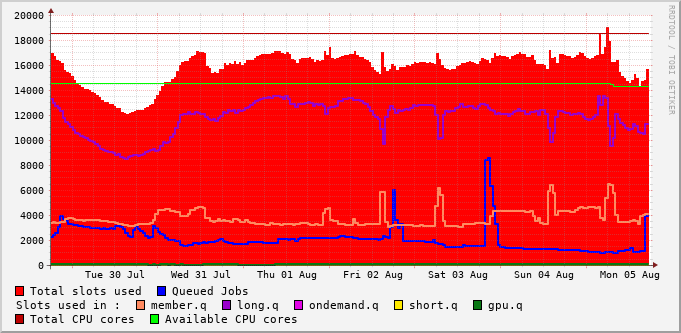 20000
18000
16000
14000
12000
10000
8000
6000
4000
2000
0
Tue 30 Jul Wed 31 Jul Thu 01 Aug Fri 02 Aug Sat 03 Aug Sun 04 Aug Mon 05 Aug
RRDTOOL / TOBI OETIKER
Total slots used Queued Jobs
Slots used in : member.q long.q ondemand.q short.q gpu.q
Total CPU cores Available CPU cores